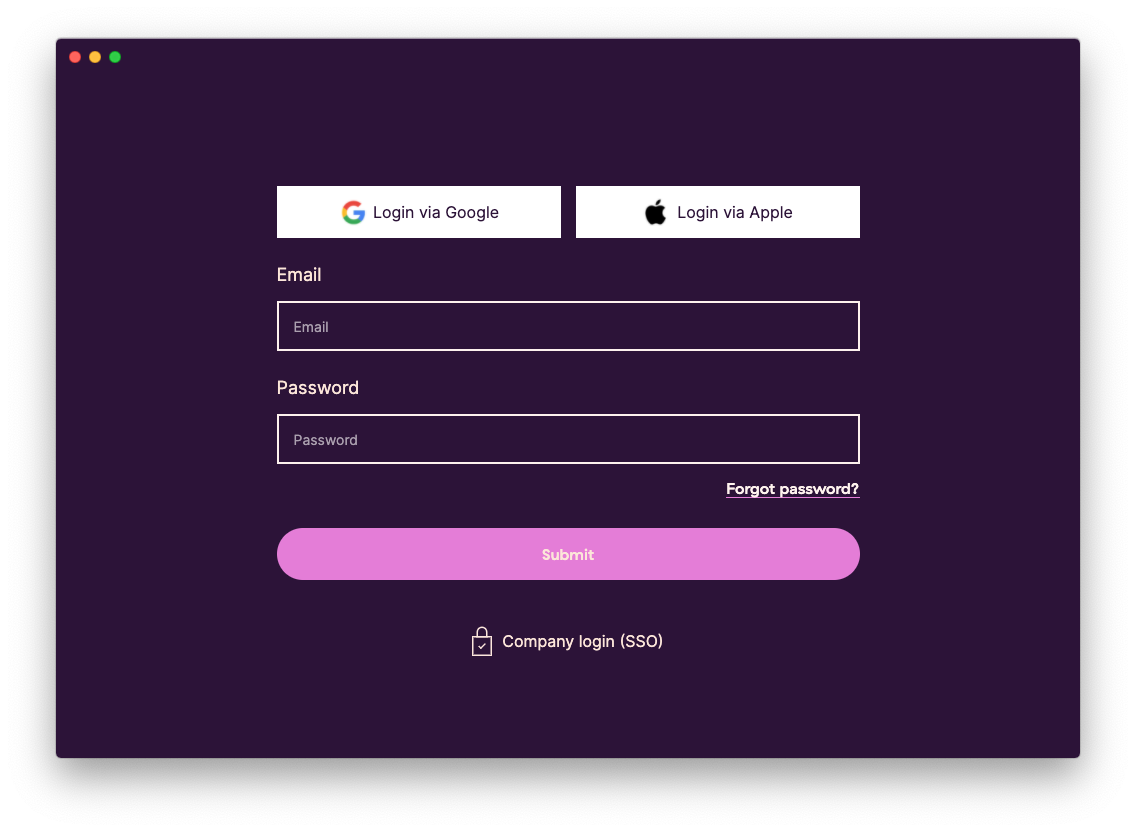 Login via Google
Login via Apple
Email
Email
Password
Password
Forgot password?
Submit
Company login (SSO)